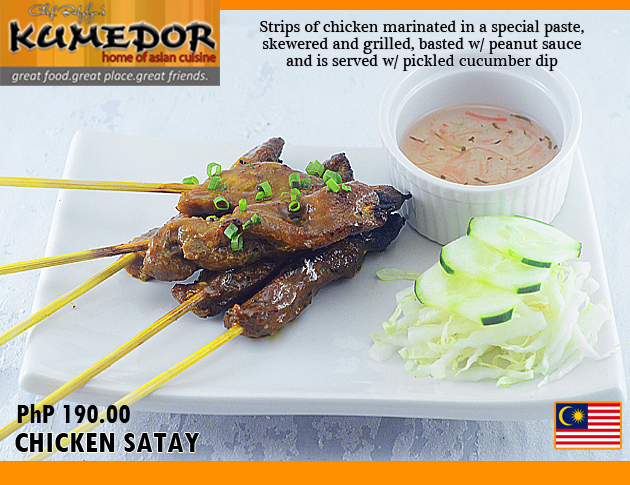 Chef
KUMEDOR
home of asian cuisine
great food.great place.great friends.
Strips of chicken marinated in a special paste,
skewered and grilled, basted w/ peanut sauce
and is served w/ pickled cucumber dip
PhP 190.00
CHICKEN SATAY